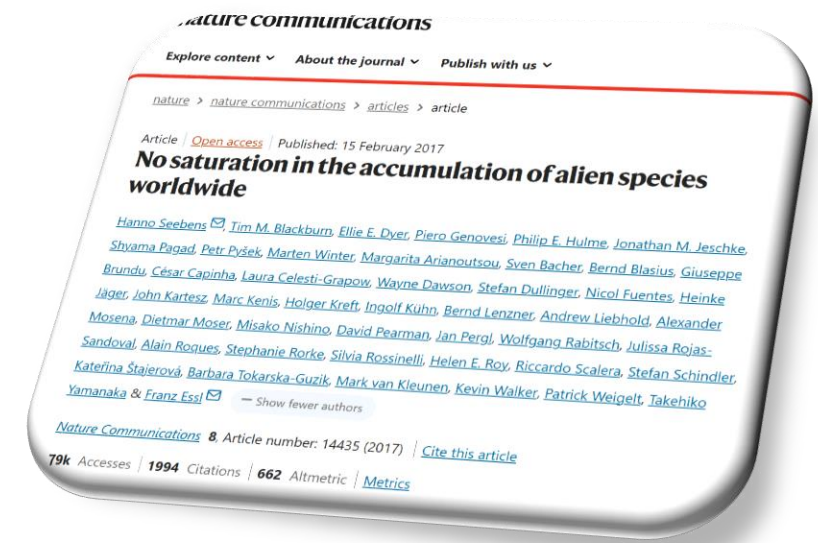 nature communications
Explore content About the journal Publish with us
nature > nature communications > articles > article
Article | Open access | Published: 15 February 2017
No saturation in the accumulation of alien species
worldwide
Hanno Seebens, Tim M. Blackburn, Ellie E. Dyer, Piero Genovesi, Philip E. Hulme, Jonathan M. Jeschke,
Shyama Pagad, Petr Pyšek, Marten Winter, Margarita Arianoutsou, Sven Bacher, Bernd Blasius, Giuseppe
Brundu, César Capinha, Laura Celesti-Grapow, Wayne Dawson, Stefan Dullinger, Nicol Fuentes, Heinke
Jäger, John Kartesz, Marc Kenis, Holger Kreft, Ingolf Kühn, Bernd Lenzner, Andrew Liebhold, Alexander
Mosena, Dietmar Moser, Misako Nishino, David Pearman, Jan Pergl, Wolfgang Rabitsch, Julissa Rojas-
Sandoval, Alain Roques, Stephanie Rorke, Silvia Rossinelli, Helen E. Roy, Riccardo Scalera, Stefan Schindler,
Kateřina Štajerová, Barbara Tokarska-Guzik, Mark van Kleunen, Kevin Walker, Patrick Weigelt, Takehiko
Yamanaka & Franz Essl — Show fewer authors
Nature Communications 8, Article number: 14435 (2017) | Cite this article
79k Accesses | 1994 Citations | 662 Altmetric | Metrics